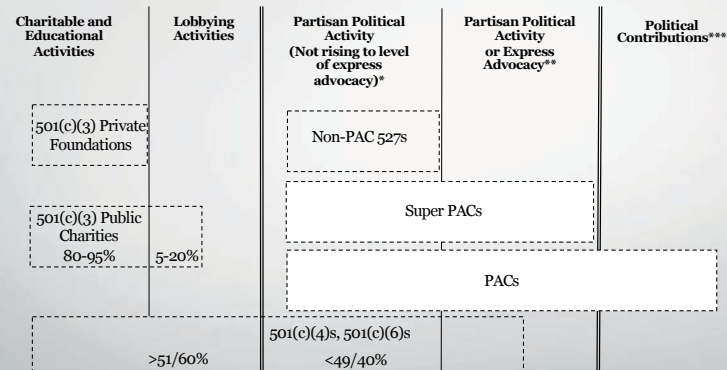 Charitable and
Educational
Activities
Lobbying
Activities
Partisan Political
Activity
(Not rising to level
of express
advocacy)*
Partisan Political
Activity
or Express
Advocacy**
Political
Contributions***
501(c)(3) Private
Foundations
Non-PAC 527s
501(c)(3) Public
Charities
80-95%
5-20%
Super PACs
PACs
501(c)(4)s, 501(c)(6)s
>51/60%
<49/40%